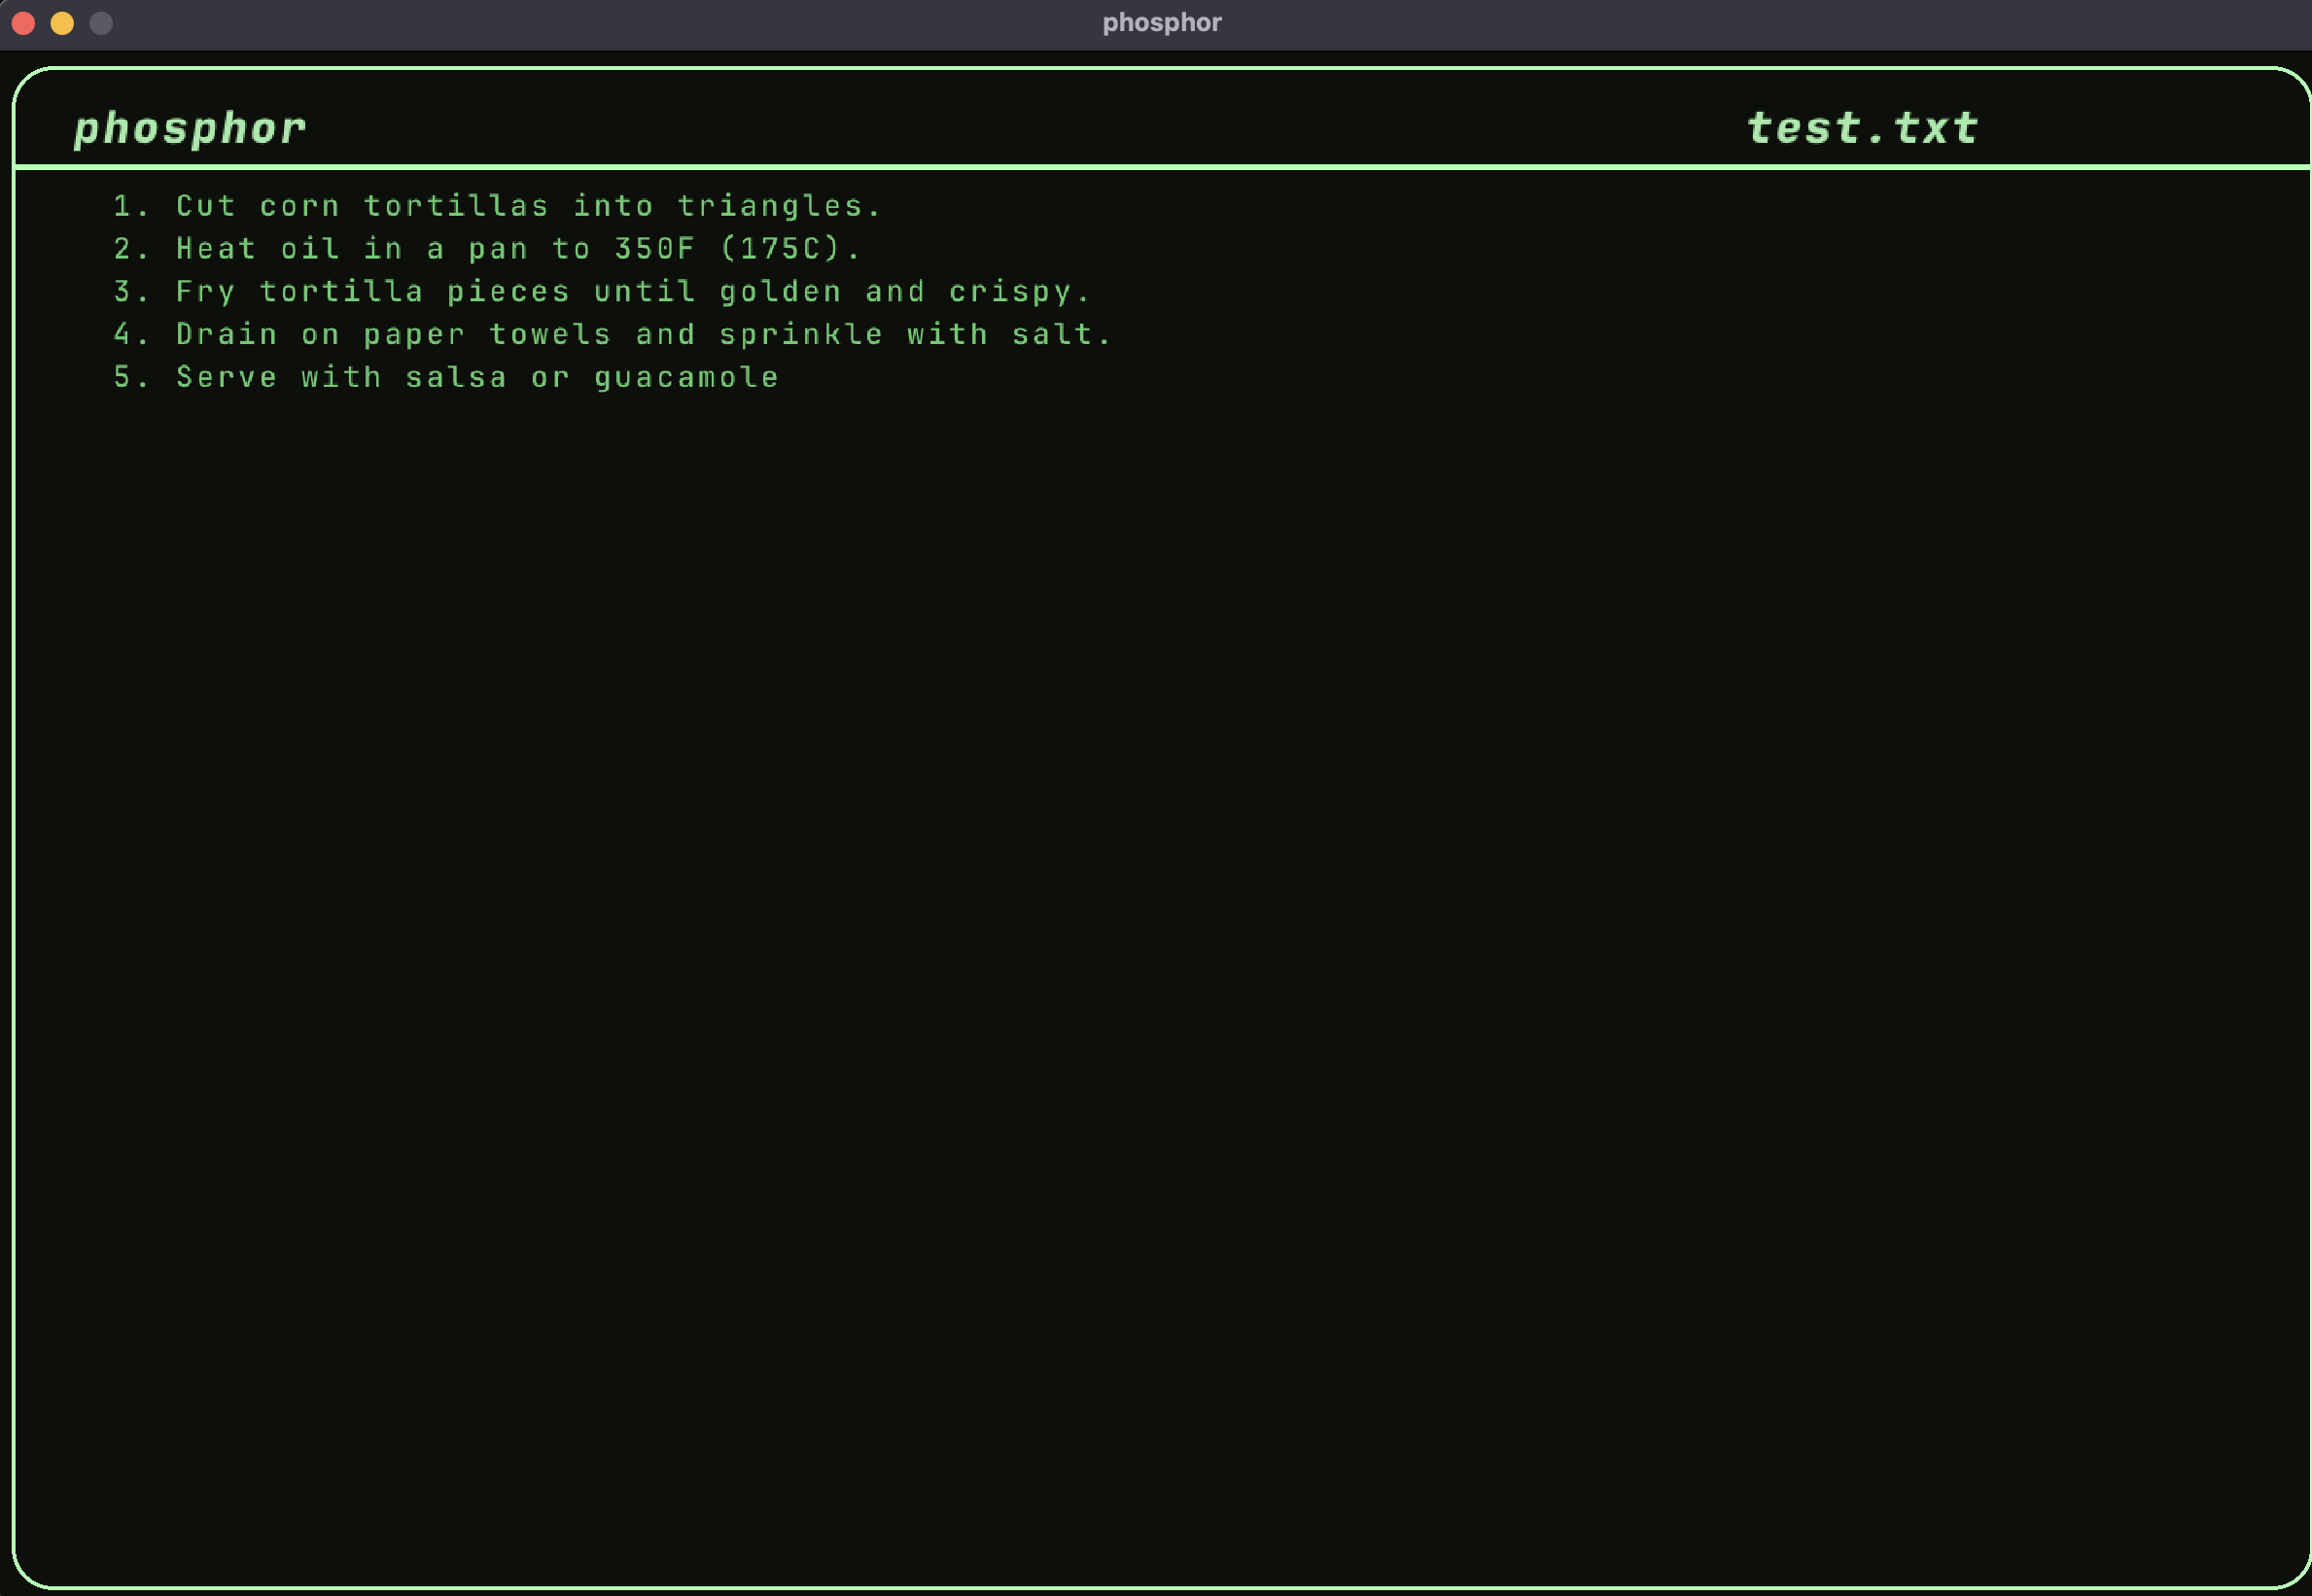 phosphor
phosphor test.txt
1. Cut corn tortillas into triangles.
2. Heat oil in a pan to 350F (175C).
3. Fry tortilla pieces until golden and crispy.
4. Drain on paper towels and sprinkle with salt.
5. Serve with salsa or guacamole